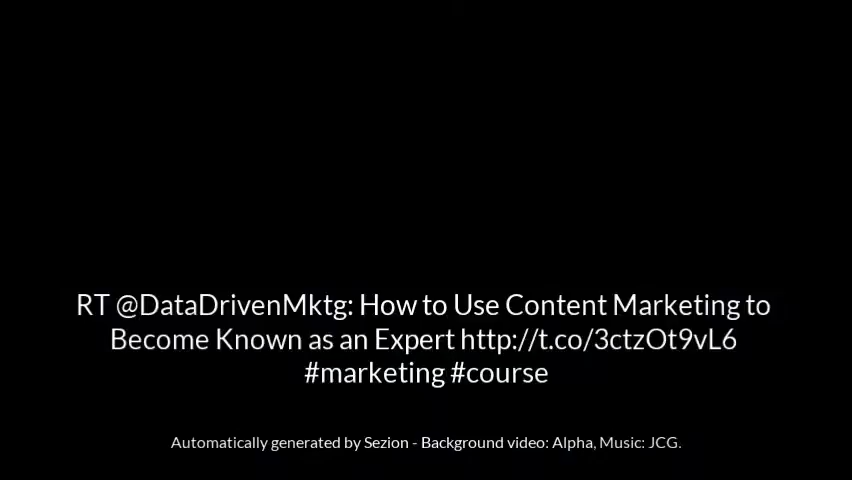 RT @DataDrivenMktg: How to Use Content Marketing to
Become Known as an Expert http://t.co/3ctzOt9vL6
#marketing #course
Automatically generated by Sezion - Background video: Alpha, Music: JCG.